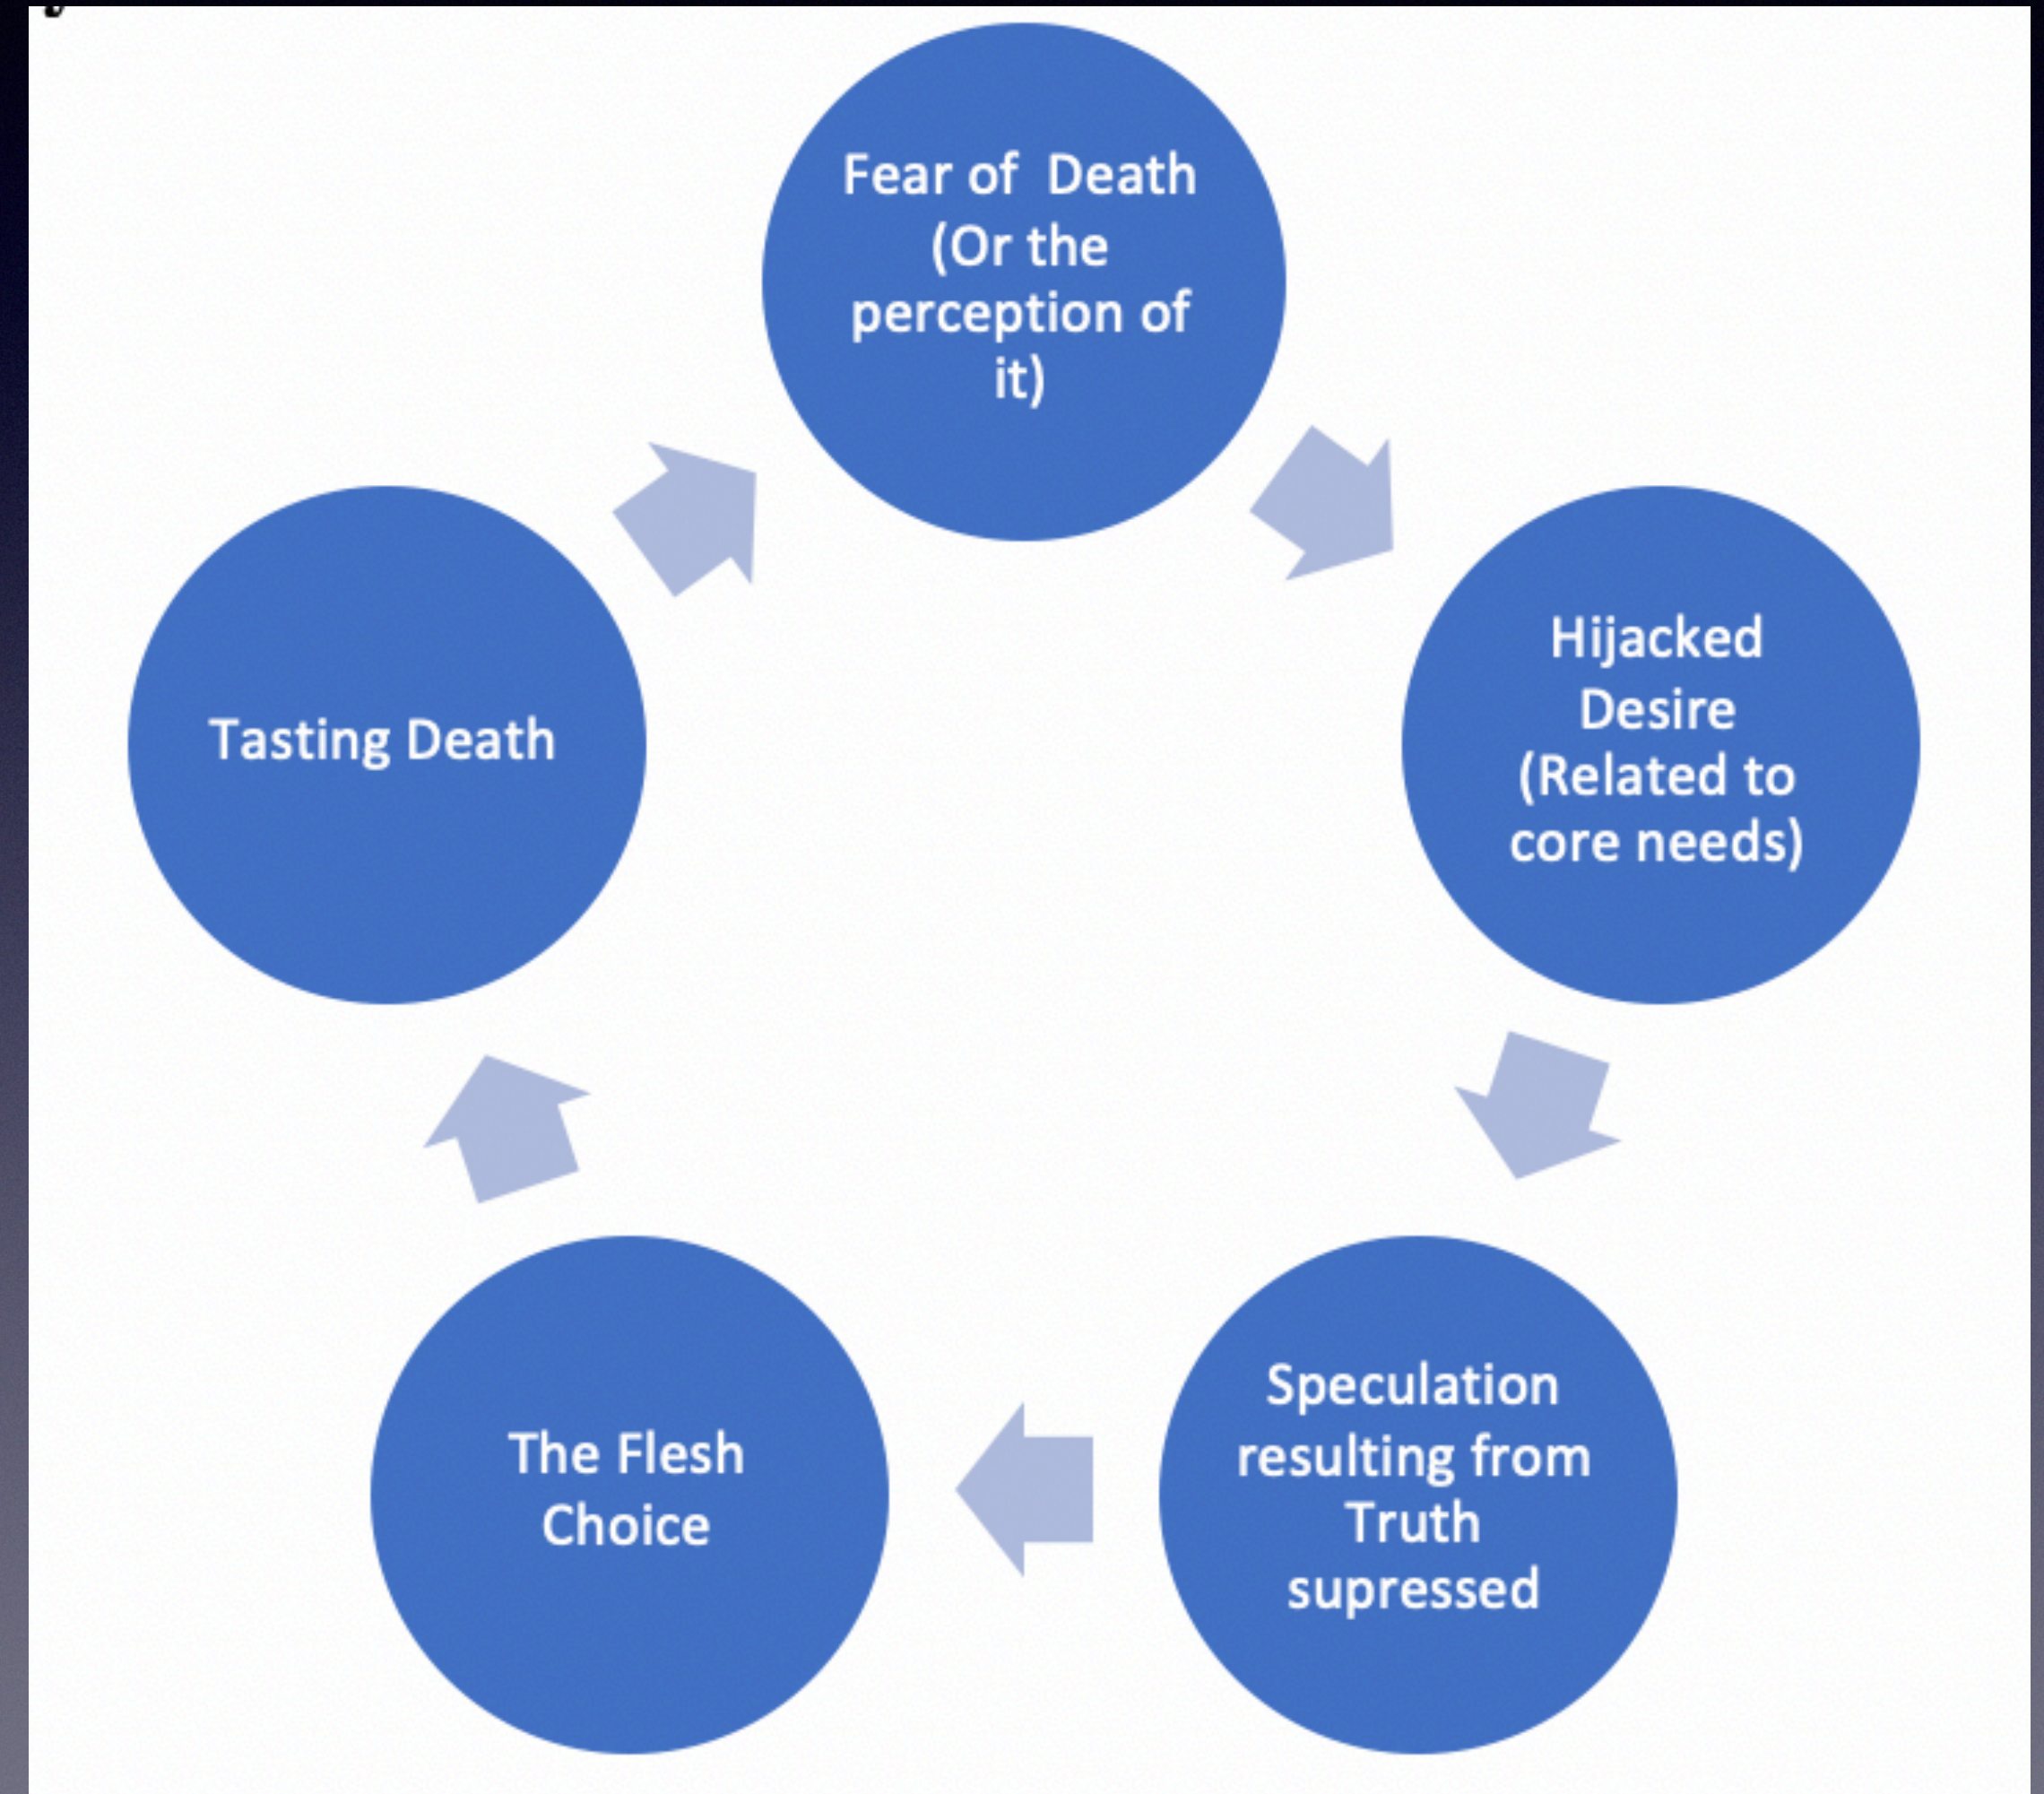 Fear of  Death
(Or the
perception of
it)
Hijacked
Desire
(Related to
core needs)
Speculation
resulting from
Truth
supressed
The Flesh
Choice
Tasting Death